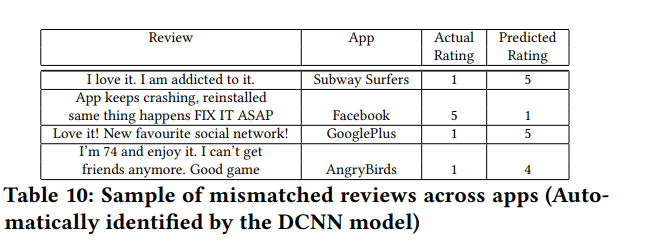 Review App Actual Predicted
Rating Rating
I love it. I am addicted to it. Subway Surfers 1 5
App keeps crashing, reinstalled
same thing happens FIX IT ASAP Facebook 5 1
Love it! New favourite social network! GooglePlus 1 5
I'm 74 and enjoy it. I can't get
friends anymore. Good game AngryBirds 1 4
Table 10: Sample of mismatched reviews across apps (Auto-
matically identified by the DCNN model)